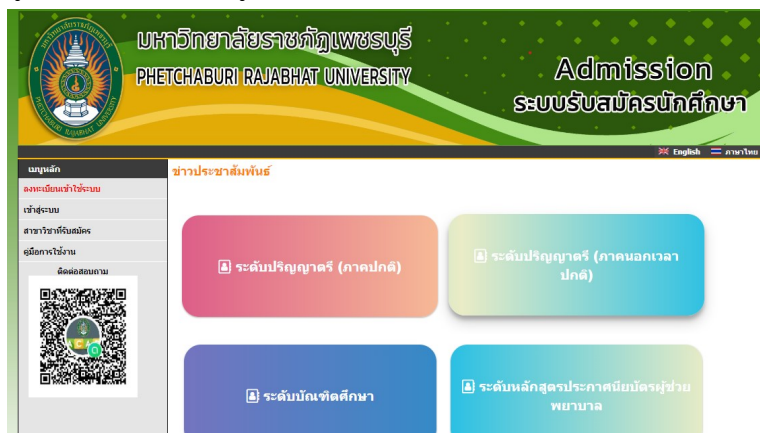 มหาวิทยาลัยราชภัฏเพชรบุรี
PHETCHABURI RAJABHAT UNIVERSITY
Admission
ระบบรับสมัครนักศึกษา
English ภาษาไทย
เมนูหลัก
ลงทะเบียนเข้าใช้ระบบ
เข้าสู่ระบบ
สาขาวิชาที่รับสมัคร
คู่มือการใช้งาน
ติดต่อสอบถาม
ข่าวประชาสัมพันธ์
ระดับปริญญาตรี (ภาคปกติ)
ระดับปริญญาตรี (ภาคนอกเวลา
ปกติ)
ระดับบัณฑิตศึกษา
ระดับหลักสูตรประกาศนียบัตรผู้ช่วย
พยาบาล